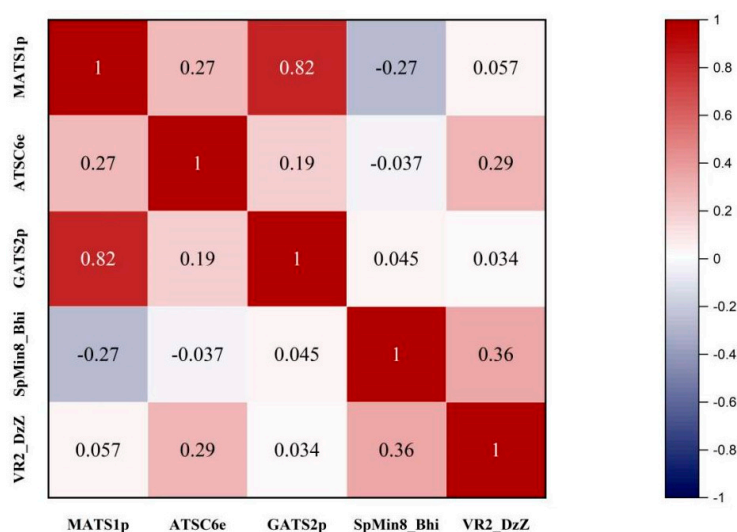 MATS1p 1 0.27 0.82 -0.27 0.057
ATSC6e 0.27 1 0.19 -0.037 0.29
GATS2p 0.82 0.19 1 0.045 0.034
SpMin8_Bhi -0.27 -0.037 0.045 1 0.36
VR2_DzZ 0.057 0.29 0.034 0.36 1
MATS1p ATSC6e GATS2p SpMin8_Bhi VR2_DzZ
1
0.8
0.6
0.4
0.2
0
-0.2
-0.4
-0.6
-0.8
-1